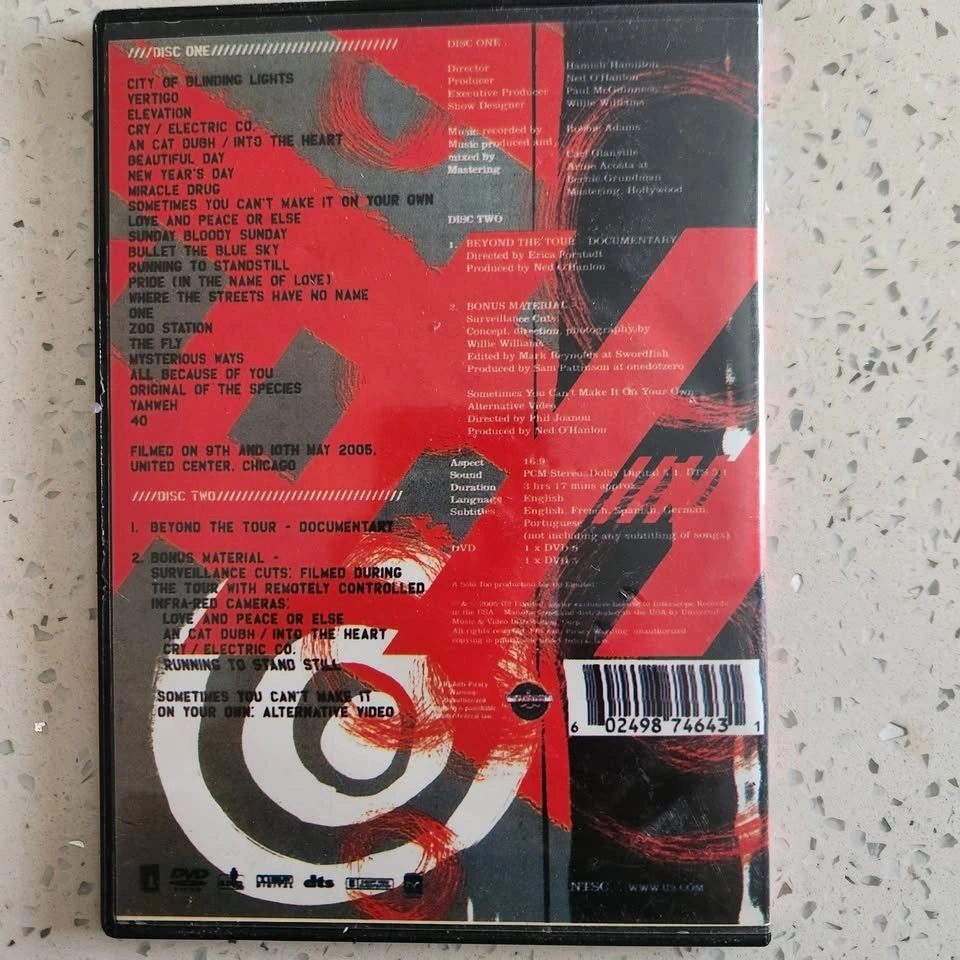 ////DISC ONE////////////////////////////////
CITY OF BLINDING LIGHTS
VERTIGO
ELEVATION
CRY / ELECTRIC CO.
AN CAT DUBH / INTO THE HEART
BEAUTIFUL DAY
NEW YEAR'S DAY
MIRACLE DRUG
SOMETIMES YOU CAN'T MAKE IT ON YOUR OWN
LOVE AND PEACE OR ELSE
SUNDAY BLOODY SUNDAY
BULLET THE BLUE SKY
RUNNING TO STANDSTILL
PRIDE (IN THE NAME OF LOVE)
WHERE THE STREETS HAVE NO NAME
ONE
ZOO STATION
THE FLY
MYSTERIOUS WAYS
ALL BECAUSE OF YOU
ORIGINAL OF THE SPECIES
YAHWEH
40
FILMED ON 9TH AND 10TH MAY 2005,
UNITED CENTER, CHICAGO
////DISC TWO////////////////////////////////
1. BEYOND THE TOUR - DOCUMENTARY
2. BONUS MATERIAL -
SURVEILLANCE CUTS: FILMED DURING
THE TOUR WITH REMOTELY CONTROLLED
INFRA-RED CAMERAS:
LOVE AND PEACE OR ELSE
AN CAT DUBH / INTO THE HEART
CRY / ELECTRIC CO.
RUNNING TO STAND STILL
SOMETIMES YOU CAN'T MAKE IT
ON YOUR OWN: ALTERNATIVE VIDEO
DISC ONE
Director Hamish Hamilton
Producer Ned O'Hanlon
Executive Producer Paul McGuinness
Show Designer Willie Williams
Music recorded by Robbie Adams
Music produced and
mixed by Carl Glanville
Mastering Arnie Acosta at
Bernie Grundman
Mastering, Hollywood
DISC TWO
1. BEYOND THE TOUR DOCUMENTARY
Directed by Erica Forstadt
Produced by Ned O'Hanlon
2. BONUS MATERIAL
Surveillance Cuts:
Concept, direction, photography by
Willie Williams
Edited by Mark Reynolds at Swordfish
Produced by Sam Pattinson at onedotzero
Sometimes You Can't Make It On Your Own:
Alternative Video
Directed by Phil Joanou
Produced by Ned O'Hanlon
Aspect 16:9
Sound PCM Stereo, Dolby Digital 5.1, DTS 5.1
Duration 3 hrs 17 mins approx.
Language English
Subtitles English, French, Spanish, German,
Portuguese
(not including any subtitling of songs)
DVD 1 x DVD 9
1 x DVD 5
6 02498 74643 1
DVD
dts
NTSC WWW.U2.COM